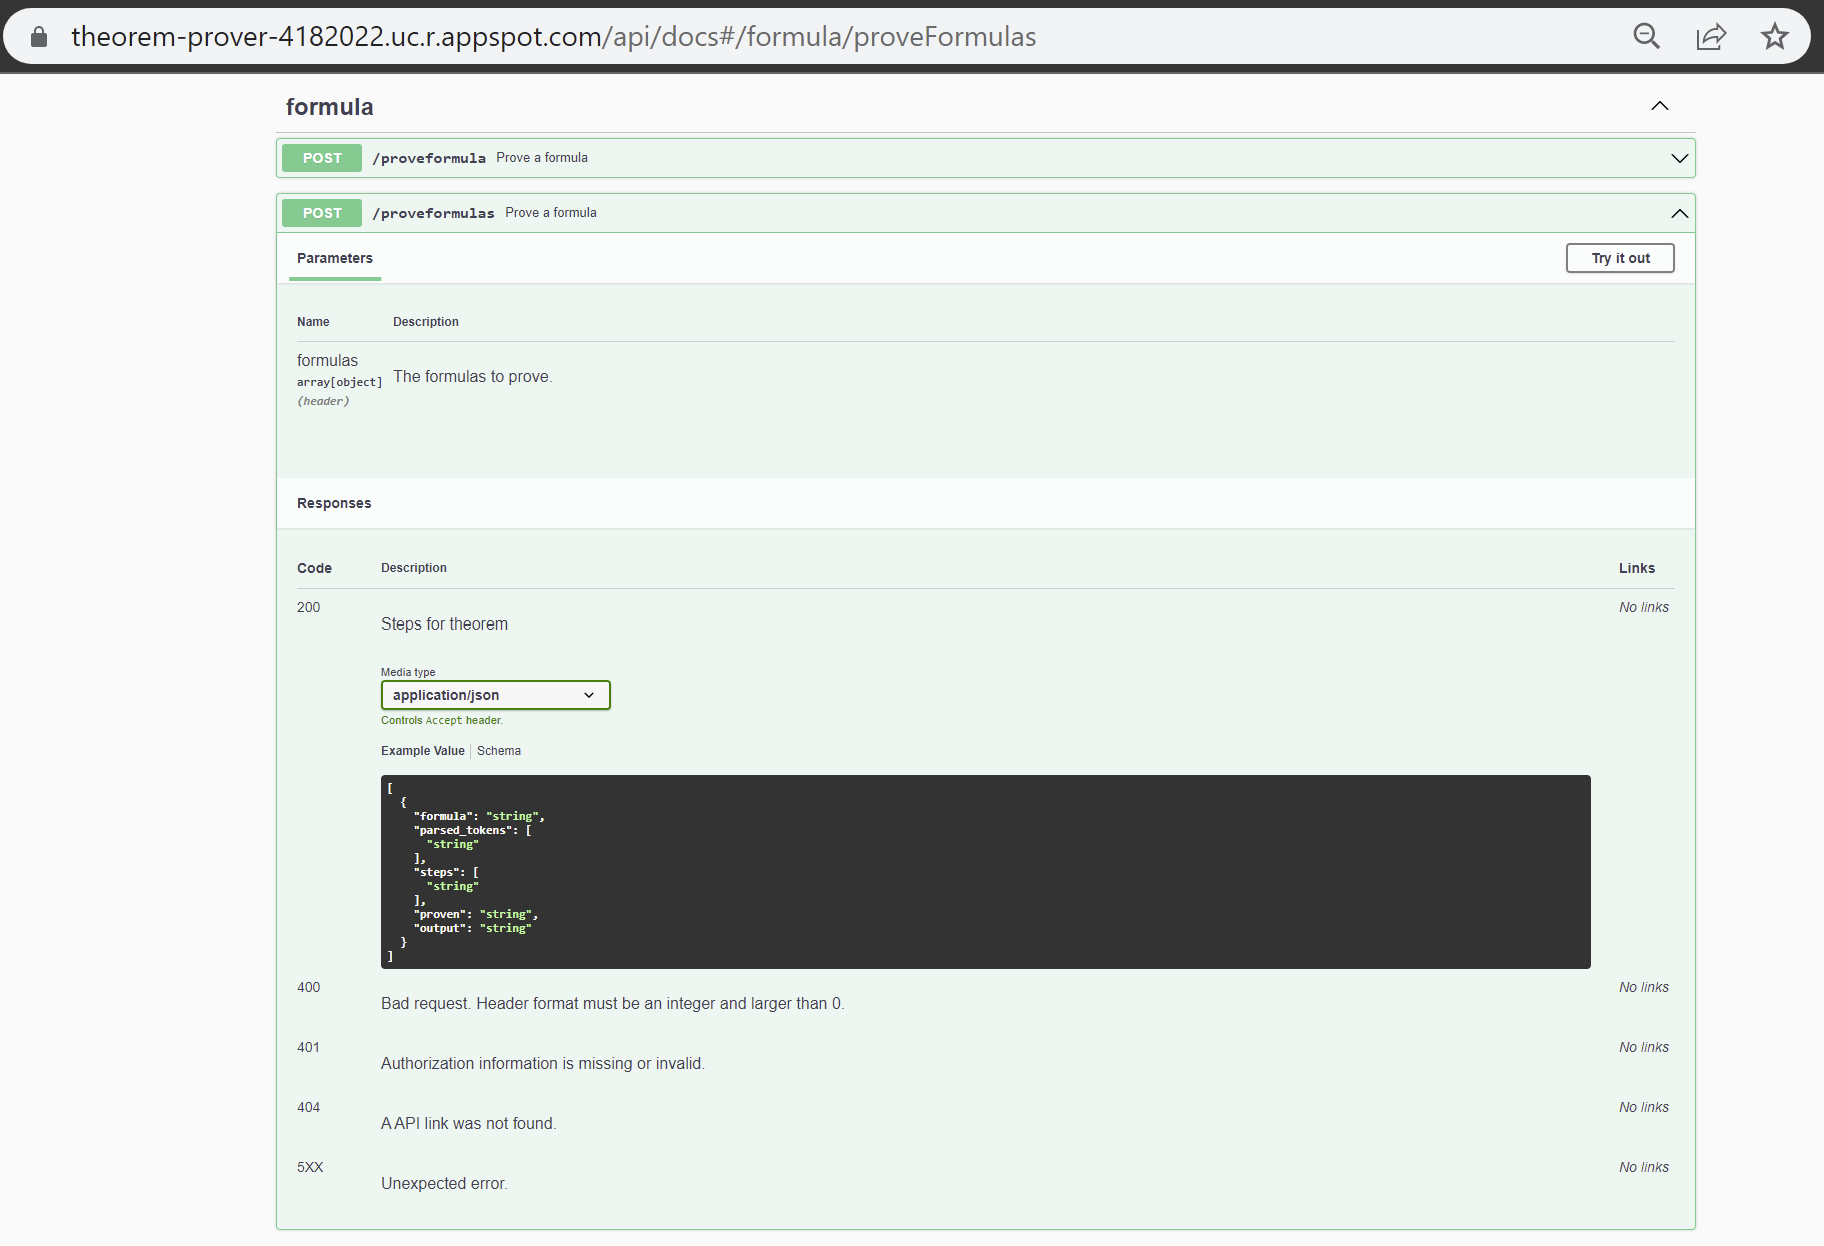 theorem-prover-4182022.uc.r.appspot.com/api/docs#/formula/proveFormulas
formula
POST /proveformula Prove a formula
POST /proveformulas Prove a formula
Parameters Try it out
Name Description
formulas
array[object]
(header)
The formulas to prove.
Responses
Code Description Links
200 No links
Steps for theorem
Media type
application/json
Controls Accept header.
Example Value Schema
[
{
"formula": "string",
"parsed_tokens": [
"string"
],
"steps": [
"string"
],
"proven": "string",
"output": "string"
}
]
400 No links
Bad request. Header format must be an integer and larger than 0.
401 No links
Authorization information is missing or invalid.
404 No links
A API link was not found.
5XX No links
Unexpected error.